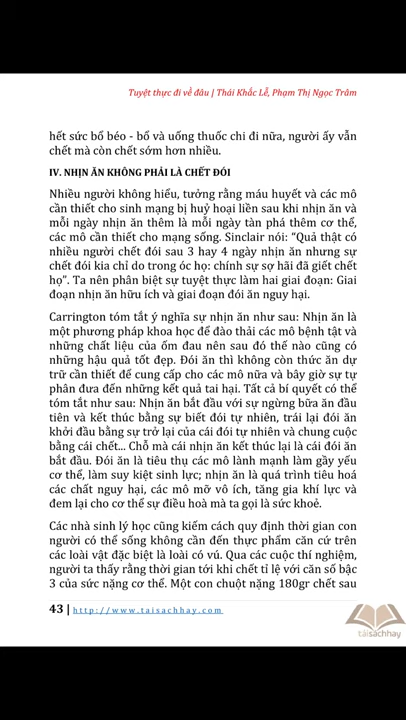 Tuyệt thực đi về đâu | Thái Khắc Lễ, Phạm Thị Ngọc Trâm
hết sức bổ béo - bổ và uống thuốc chi đi nữa, người ấy vẫn
chết mà còn chết sớm hơn nhiều.
IV. NHỊN ĂN KHÔNG PHẢI LÀ CHẾT ĐÓI
Nhiều người không hiểu, tưởng rằng máu huyết và các mô
cần thiết cho sinh mạng bị huỷ hoại liền sau khi nhịn ăn và
mỗi ngày nhịn ăn thêm là mỗi ngày tàn phá thêm cơ thể,
các mô cần thiết cho mạng sống. Sinclair nói: “Quả thật có
nhiều người chết đói sau 3 hay 4 ngày nhịn ăn nhưng sự
chết đói kia chỉ do trong óc họ: chính sự sợ hãi đã giết chết
họ”. Ta nên phân biệt sự tuyệt thực làm hai giai đoạn: Giai
đoạn nhịn ăn hữu ích và giai đoạn đói ăn nguy hại.
Carrington tóm tắt ý nghĩa sự nhịn ăn như sau: Nhịn ăn là
một phương pháp khoa học để đào thải các mô bệnh tật và
những chất liệu của ốm đau nên sau đó thế nào cũng có
những hậu quả tốt đẹp. Đói ăn thì không còn thức ăn dự
trữ cần thiết để cung cấp cho các mô nữa và bây giờ sự tự
phân đưa đến những kết quả tai hại. Tất cả bí quyết có thể
tóm tắt như sau: Nhịn ăn bắt đầu với sự ngừng bữa ăn đầu
tiên và kết thúc bằng sự biết đói tự nhiên, trái lại đói ăn
khởi đầu bằng sự trở lại của cái đói tự nhiên và chung cuộc
bằng cái chết... Chỗ mà cái nhịn ăn kết thúc lại là cái đói ăn
bắt đầu. Đói ăn là tiêu thụ các mô lành mạnh làm gầy yếu
cơ thể, làm suy kiệt sinh lực; nhịn ăn là quá trình tiêu hoá
các chất nguy hại, các mô mỡ vô ích, tăng gia khí lực và
đem lại cho cơ thể sự điều hoà mà ta gọi là sức khoẻ.
Các nhà sinh lý học cũng kiếm cách quy định thời gian con
người có thể sống không cần đến thực phẩm căn cứ trên
các loài vật đặc biệt là loài có vú. Qua các cuộc thí nghiệm,
người ta thấy rằng thời gian tới khi chết tỉ lệ với căn số bậc
3 của sức nặng cơ thể. Một con chuột nặng 180gr chết sau
43 | http://www.taisachhay.com
tảisáchhay